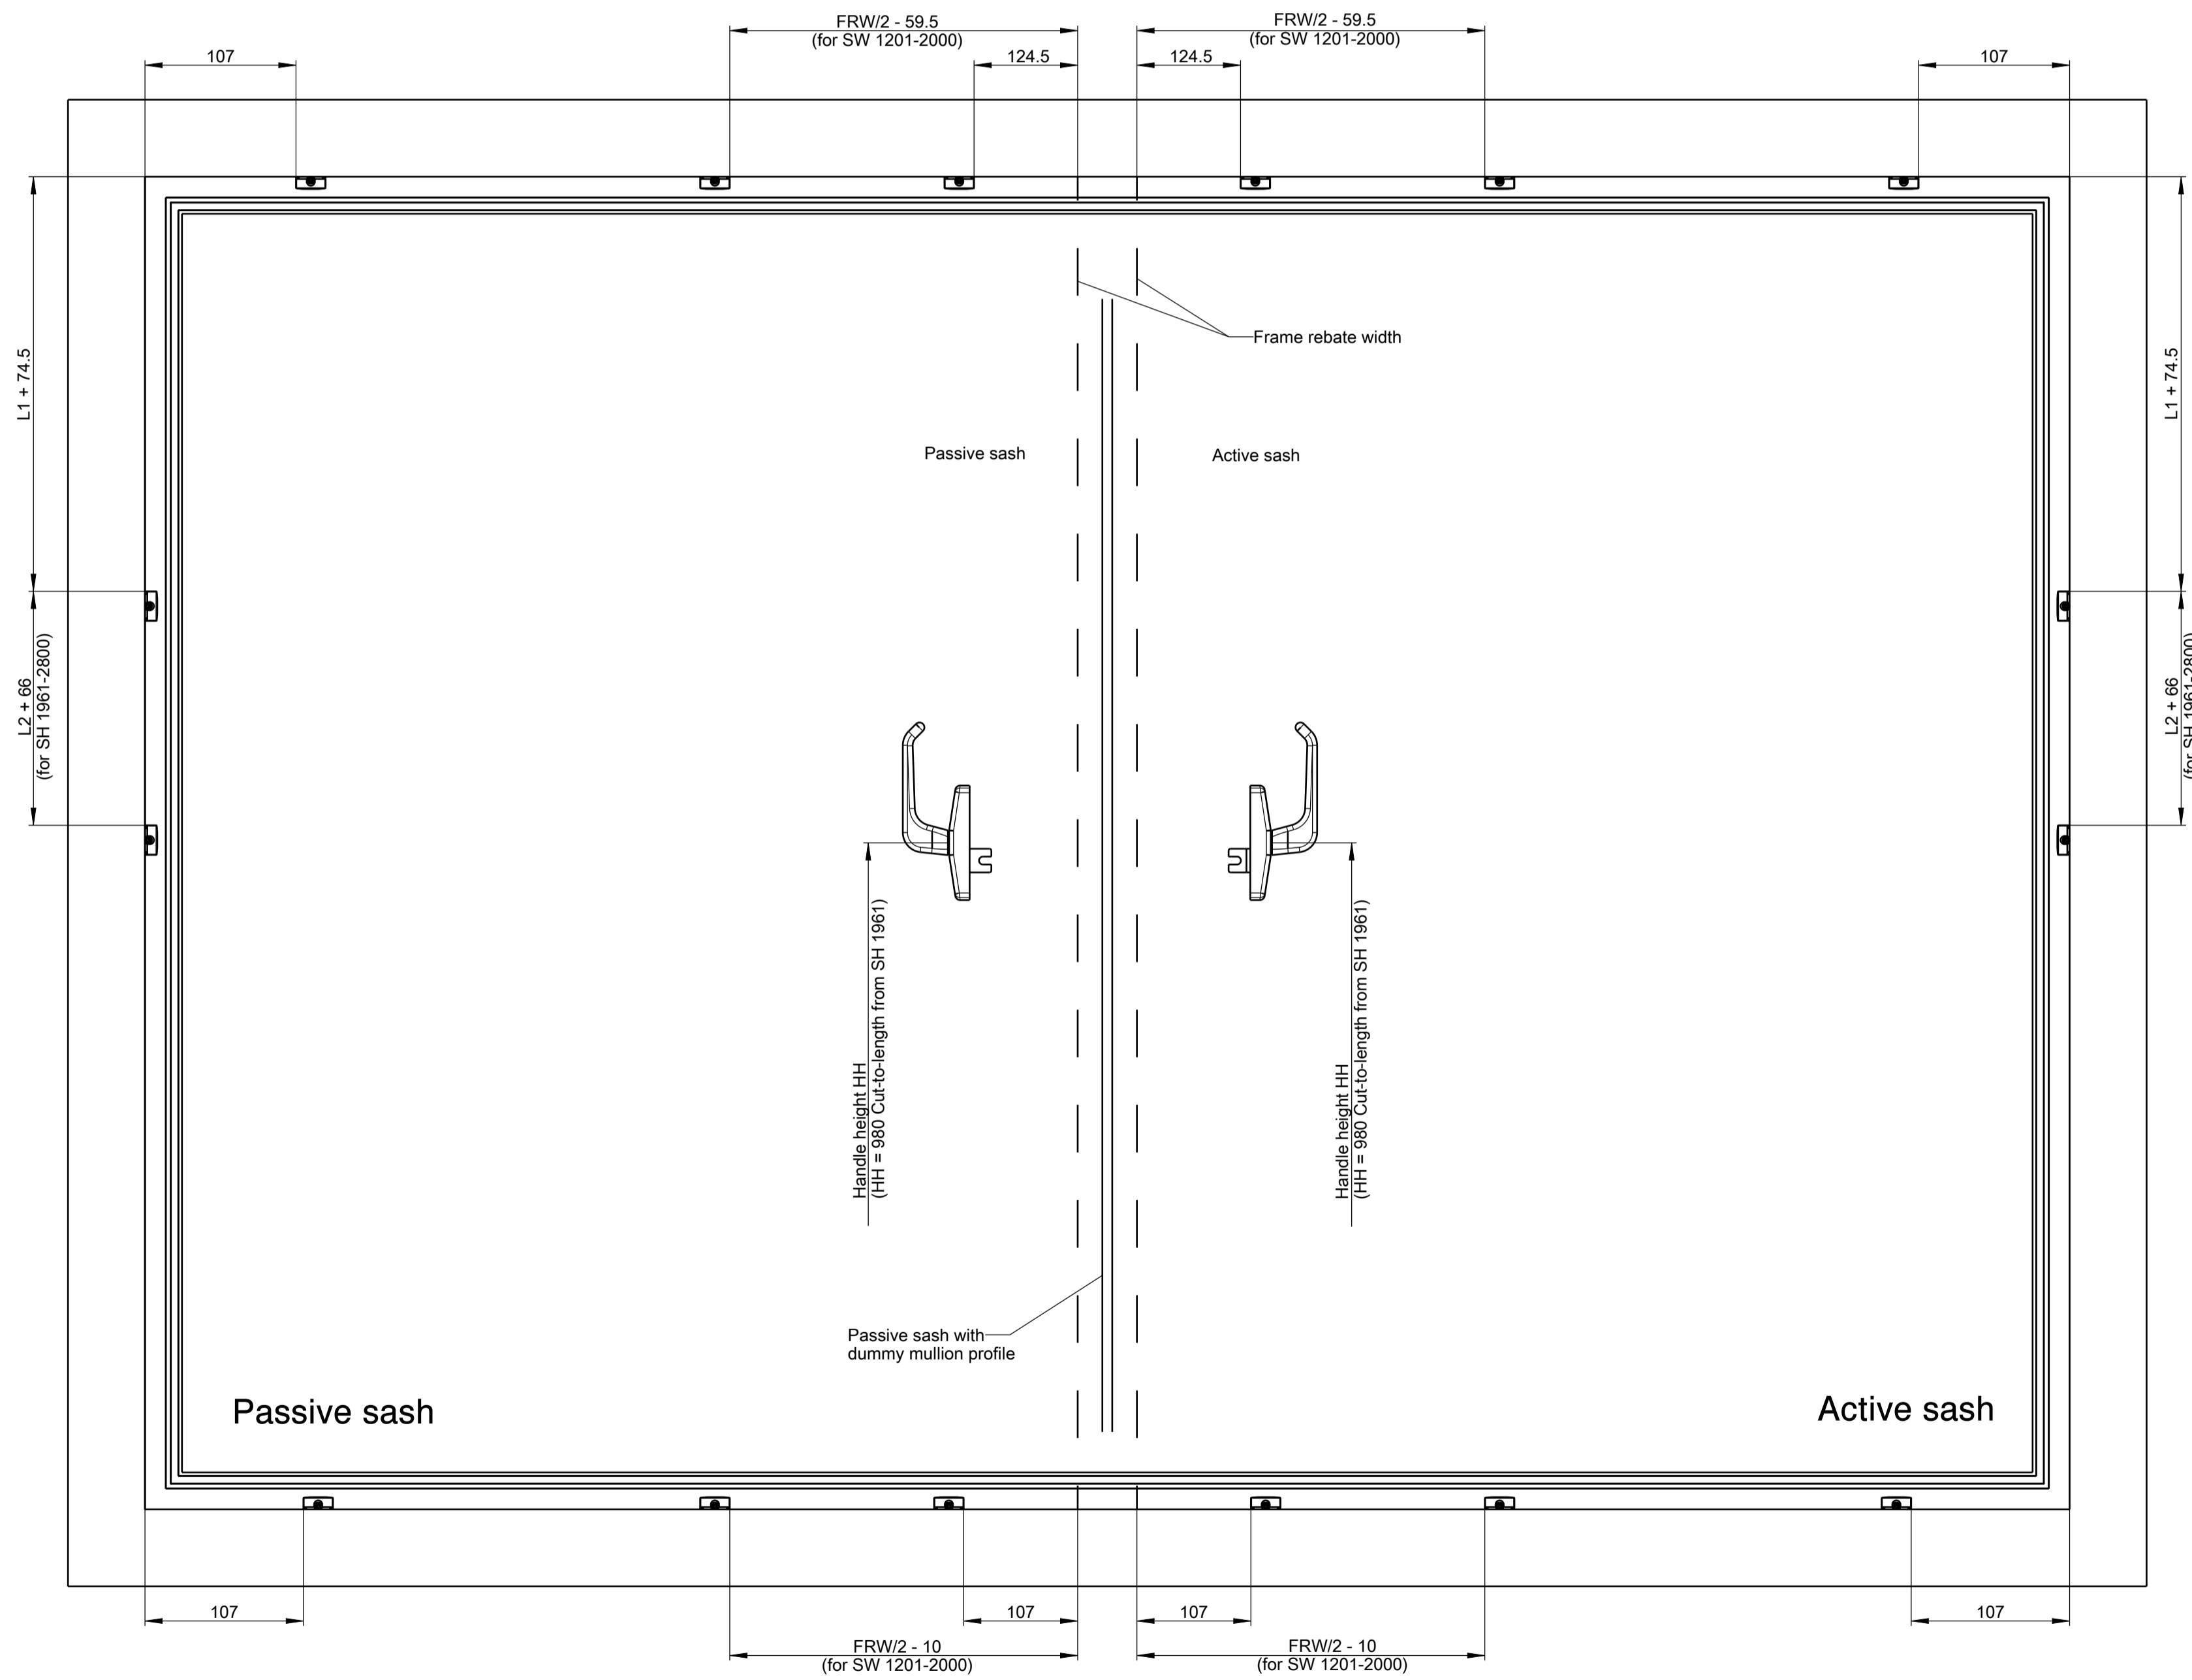 FRW/2 - 59.5
(for SW 1201-2000)
FRW/2 - 59.5
(for SW 1201-2000)
107
124.5
124.5
107
L1 + 74.5
L1 + 74.5
Frame rebate width
Passive sash
Active sash
L2 + 66
(for SH 1961-2800)
L2 + 66
(for SH 1961-2800)
Handle height HH
(HH = 980 Cut-to-length from SH 1961)
Handle height HH
(HH = 980 Cut-to-length from SH 1961)
Passive sash with
dummy mullion profile
Passive sash
Active sash
107
107
107
107
FRW/2 - 10
(for SW 1201-2000)
FRW/2 - 10
(for SW 1201-2000)